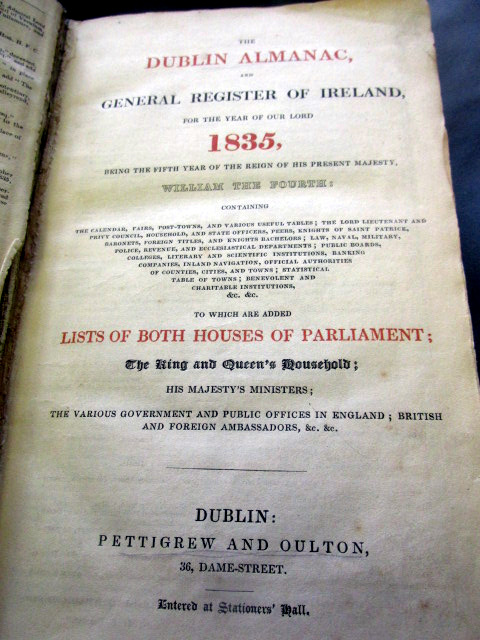 THE
DUBLIN ALMANAC,
AND
GENERAL REGISTER OF IRELAND,
FOR THE YEAR OF OUR LORD
1835,
BEING THE FIFTH YEAR OF THE REIGN OF HIS PRESENT MAJESTY,
WILLIAM THE FOURTH:
CONTAINING
THE CALENDAR, FAIRS, POST-TOWNS, AND VARIOUS USEFUL TABLES; THE LORD LIEUTENANT AND
PRIVY COUNCIL, HOUSEHOLD, AND STATE OFFICERS, PEERS, KNIGHTS OF SAINT PATRICK,
BARONETS, FOREIGN TITLES, AND KNIGHTS BACHELORS; LAW, NAVAL, MILITARY,
POLICE, REVENUE, AND ECCLESIASTICAL DEPARTMENTS; PUBLIC BOARDS,
COLLEGES, LITERARY AND SCIENTIFIC INSTITUTIONS, BANKING
COMPANIES, INLAND NAVIGATION, OFFICIAL AUTHORITIES
OF COUNTIES, CITIES, AND TOWNS; STATISTICAL
TABLE OF TOWNS; BENEVOLENT AND
CHARITABLE INSTITUTIONS,
&c. &c.
TO WHICH ARE ADDED
LISTS OF BOTH HOUSES OF PARLIAMENT;
The King and Queen's Household;
HIS MAJESTY'S MINISTERS;
THE VARIOUS GOVERNMENT AND PUBLIC OFFICES IN ENGLAND; BRITISH
AND FOREIGN AMBASSADORS, &c. &c.
DUBLIN:
PETTIGREW AND OULTON,
36, DAME-STREET.
Entered at Stationers' Hall.